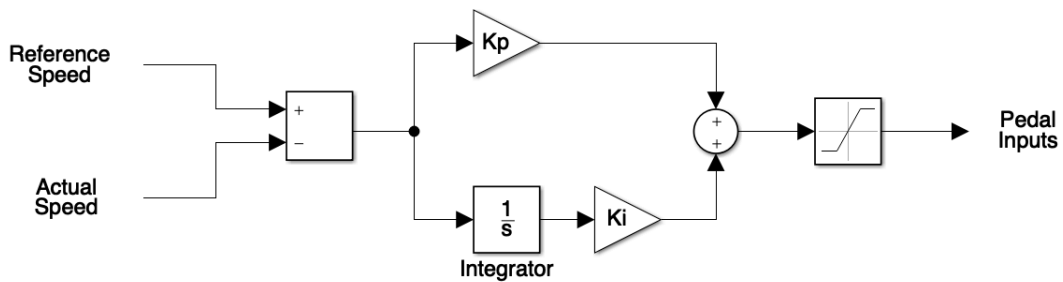 Reference
Speed
+
−
Actual
Speed
Kp
1
s
Integrator
Ki
+
+
Pedal
Inputs